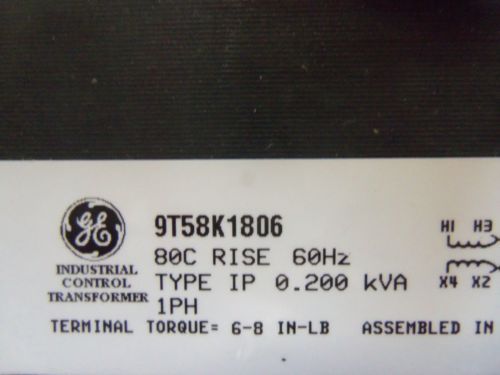 GE
9T58K1806
H1 H3
80C RISE 60Hz
INDUSTRIAL
CONTROL
TRANSFORMER
TYPE IP 0.200 kVA
X4 X2
1PH
TERMINAL TORQUE= 6-8 IN-LB ASSEMBLED IN